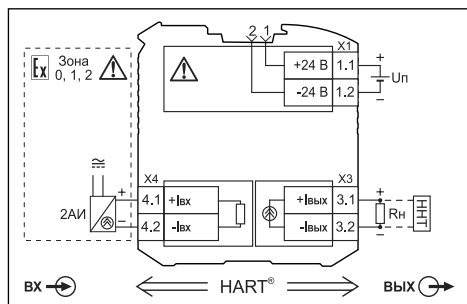 2 1
X1
Ex Зона
0, 1, 2
+24 В 1.1
+
Uп
-24 В 1.2
–
X4
X3
+
4.1 +Iвх
+Iвых 3.1
+
2АИ
Rн
ННТ
–
4.2 -Iвх
-Iвых 3.2
–
ВХ
HART®
ВЫХ